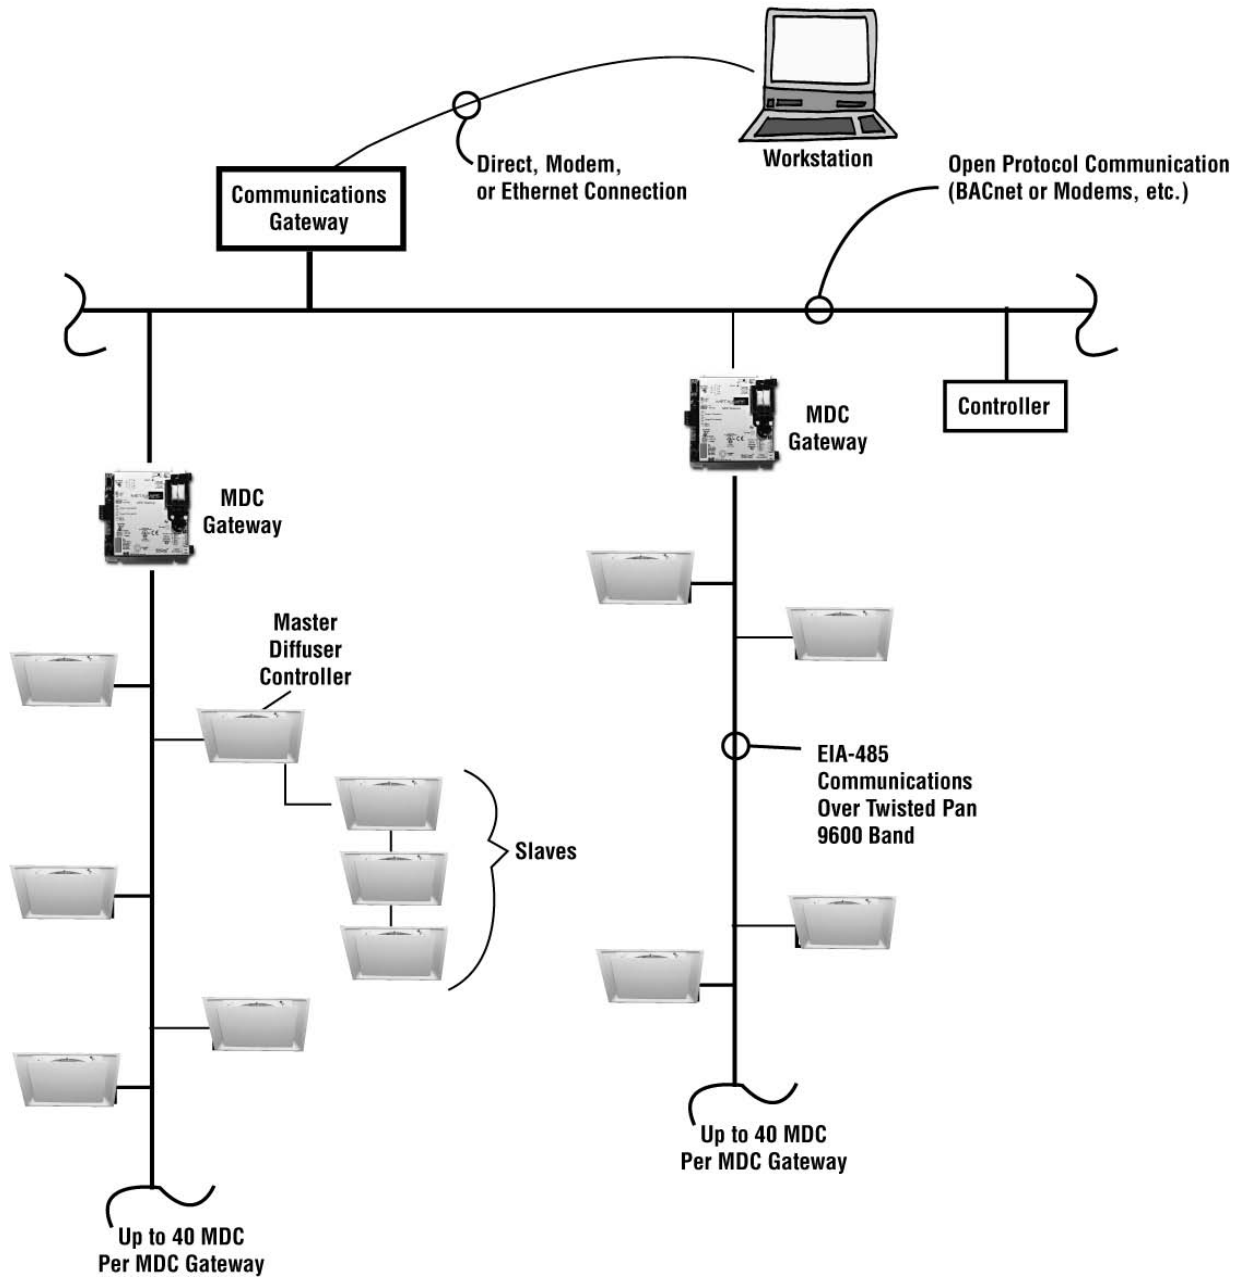 Workstation
Direct, Modem,
or Ethernet Connection
Open Protocol Communication
(BACnet or Modems, etc.)
Communications
Gateway
Controller
MDC
Gateway
MDC
Gateway
Master
Diffuser
Controller
EIA-485
Communications
Over Twisted Pan
9600 Band
Slaves
Up to 40 MDC
Per MDC Gateway
Up to 40 MDC
Per MDC Gateway